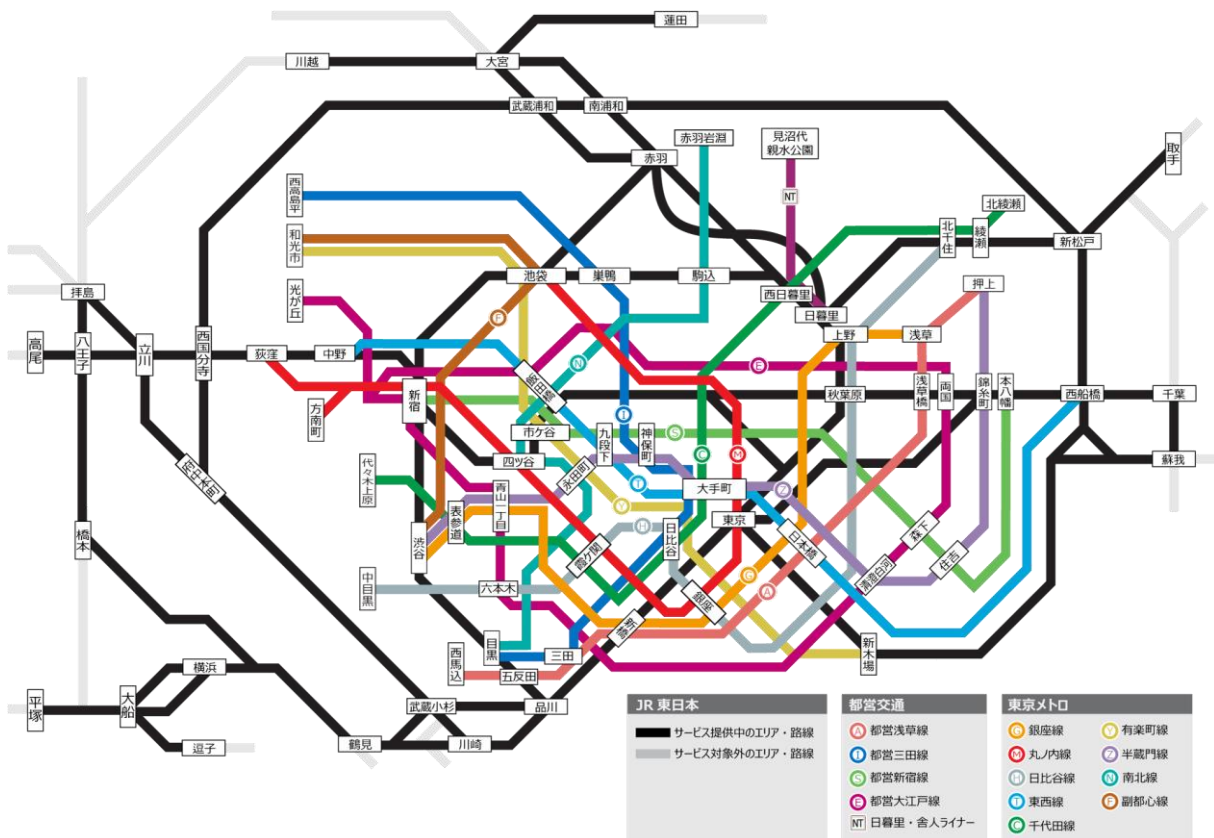 蓮田
川越
大宮
武蔵浦和
南浦和
赤羽岩淵
見沼代
親水公園
赤羽
取手
西高島平
NT
北綾瀬
和光市
北千住
綾瀬
新松戸
池袋
巣鴨
駒込
押上
光が丘
西日暮里
拝島
日暮里
F
上野
浅草
高尾
八王子
立川
西国分寺
荻窪
中野
N
E
飯田橋
新宿
秋葉原
浅草橋
両国
錦糸町
本八幡
西船橋
千葉
方南町
I
市ケ谷
九段下
神保町
S
M
C
四ツ谷
蘇我
代々木上原
永田町
T
大手町
Z
府中本町
青山一丁目
Y
東京
橋本
渋谷
表参道
H
日比谷
日本橋
森下
霞ケ関
住吉
中目黒
六本木
G
清澄白河
銀座
A
新橋
目黒
三田
新木場
西馬込
五反田
横浜
平塚
大船
武蔵小杉
品川
逗子
鶴見
川崎
JR 東日本
サービス提供中のエリア・路線
サービス対象外のエリア・路線
都営交通
A 都営浅草線
I 都営三田線
S 都営新宿線
E 都営大江戸線
NT 日暮里・舎人ライナー
東京メトロ
G 銀座線
M 丸ノ内線
H 日比谷線
T 東西線
C 千代田線
Y 有楽町線
Z 半蔵門線
N 南北線
F 副都心線